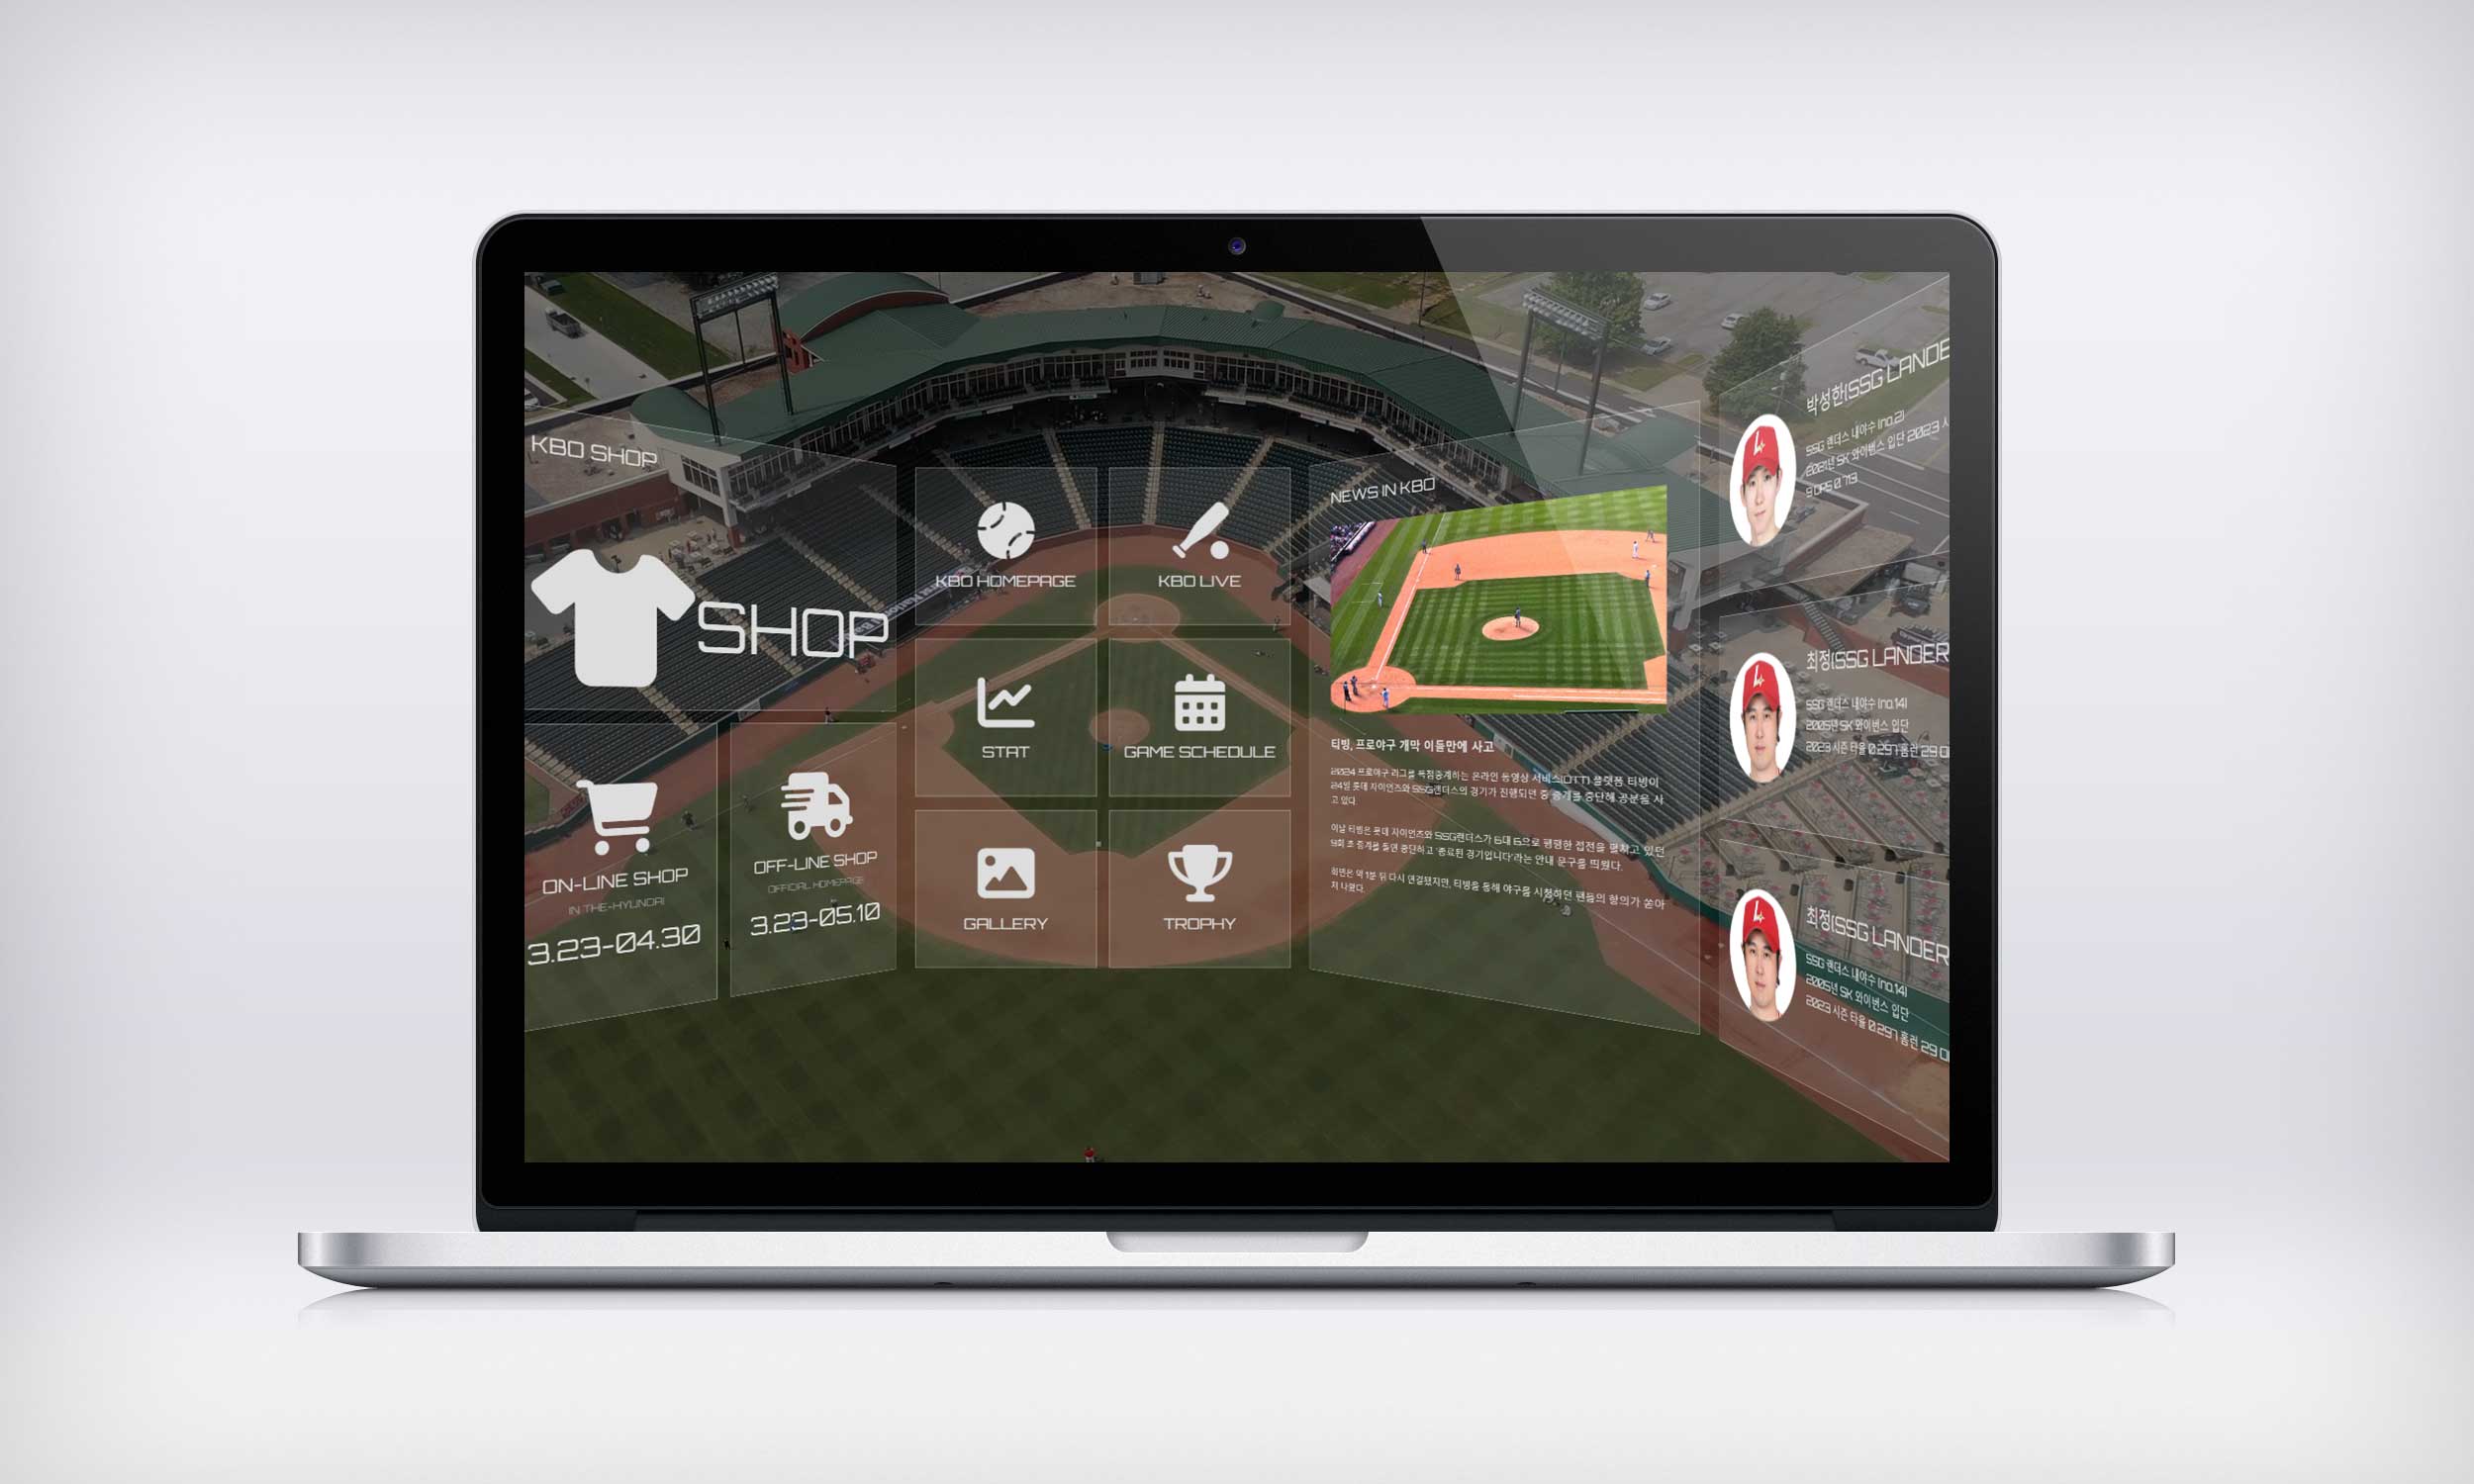 KBO SHOP
SHOP
ON-LINE SHOP
IN THE-HYUNDAI
3.23-04.30
OFF-LINE SHOP
OFFICIAL HOMEPAGE
3.23-05.10
KBO HOMEPAGE
KBO LIVE
STAT
GAME SCHEDULE
GALLERY
TROPHY
NEWS IN KBO
티빙, 프로야구 개막 이틀만에 사고
2024 프로야구 리그를 독점중계하는 온라인 동영상 서비스(OTT) 플랫폼 티빙이
24일 롯데 자이언츠와 SSG랜더스의 경기가 진행되던 중 중계를 중단해 공분을 사
고 있다.
이날 티빙은 롯데 자이언츠와 SSG랜더스가 6대 6으로 팽팽한 접전을 펼치고 있던
9회 초 중계를 돌연 중단하고 '종료된 경기입니다'라는 안내 문구를 띄웠다.
화면은 약 1분 뒤 다시 연결됐지만, 티빙을 통해 야구를 시청하던 팬들의 항의가 쏟아
져 나왔다.
박성한(SSG LANDE
SSG 랜더스 내야수 (no.2)
2021년 SK 와이번스 입단 2023 시
9 OPS 0.713
최정(SSG LANDER
SSG 랜더스 내야수 (no.14)
2005년 SK 와이번스 입단
2023 시즌 타율 0.297 홈런 29 O
최정(SSG LANDER
SSG 랜더스 내야수 (no.14)
2005년 SK 와이번스 입단
2023 시즌 타율 0.297 홈런 29 O